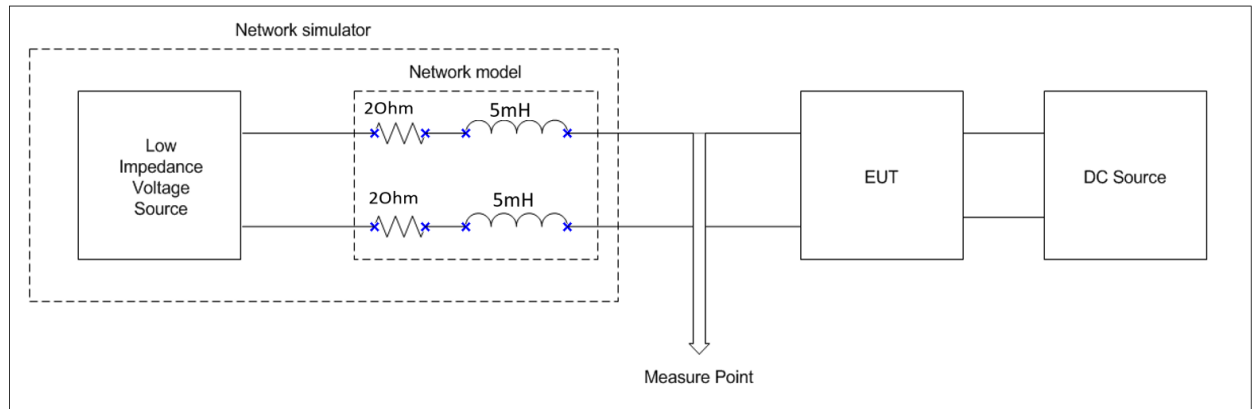 Network simulator
Network model
2Ohm
5mH
Low
Impedance
Voltage
Source
EUT
DC Source
2Ohm
5mH
Measure Point